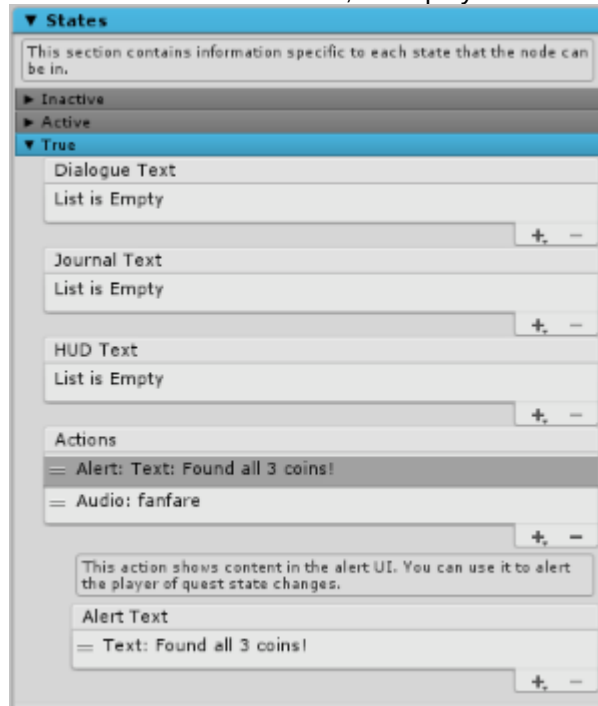 States
This section contains information specific to each state that the node can
be in.
Inactive
Active
True
Dialogue Text
List is Empty
Journal Text
List is Empty
HUD Text
List is Empty
Actions
Alert: Text: Found all 3 coins!
Audio: fanfare
This action shows content in the alert UI. You can use it to alert
the player of quest state changes.
Alert Text
Text: Found all 3 coins!